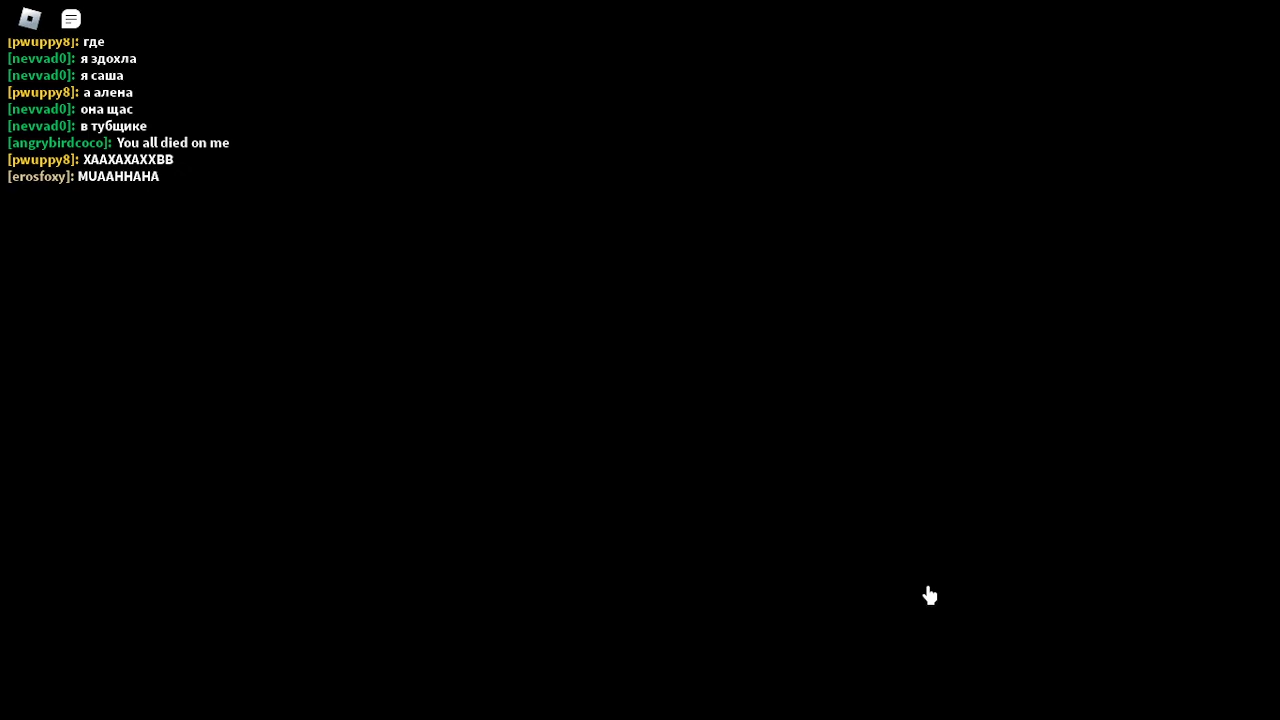 [pwuppy8]: где
[nevvad0]: я здохла
[nevvad0]: я саша
[pwuppy8]: а алена
[nevvad0]: она щас
[nevvad0]: в тубщике
[angrybirdcoco]: You all died on me
[pwuppy8]: ХААХАХАХХВВ
[erosfoxy]: MUAAHHAHA